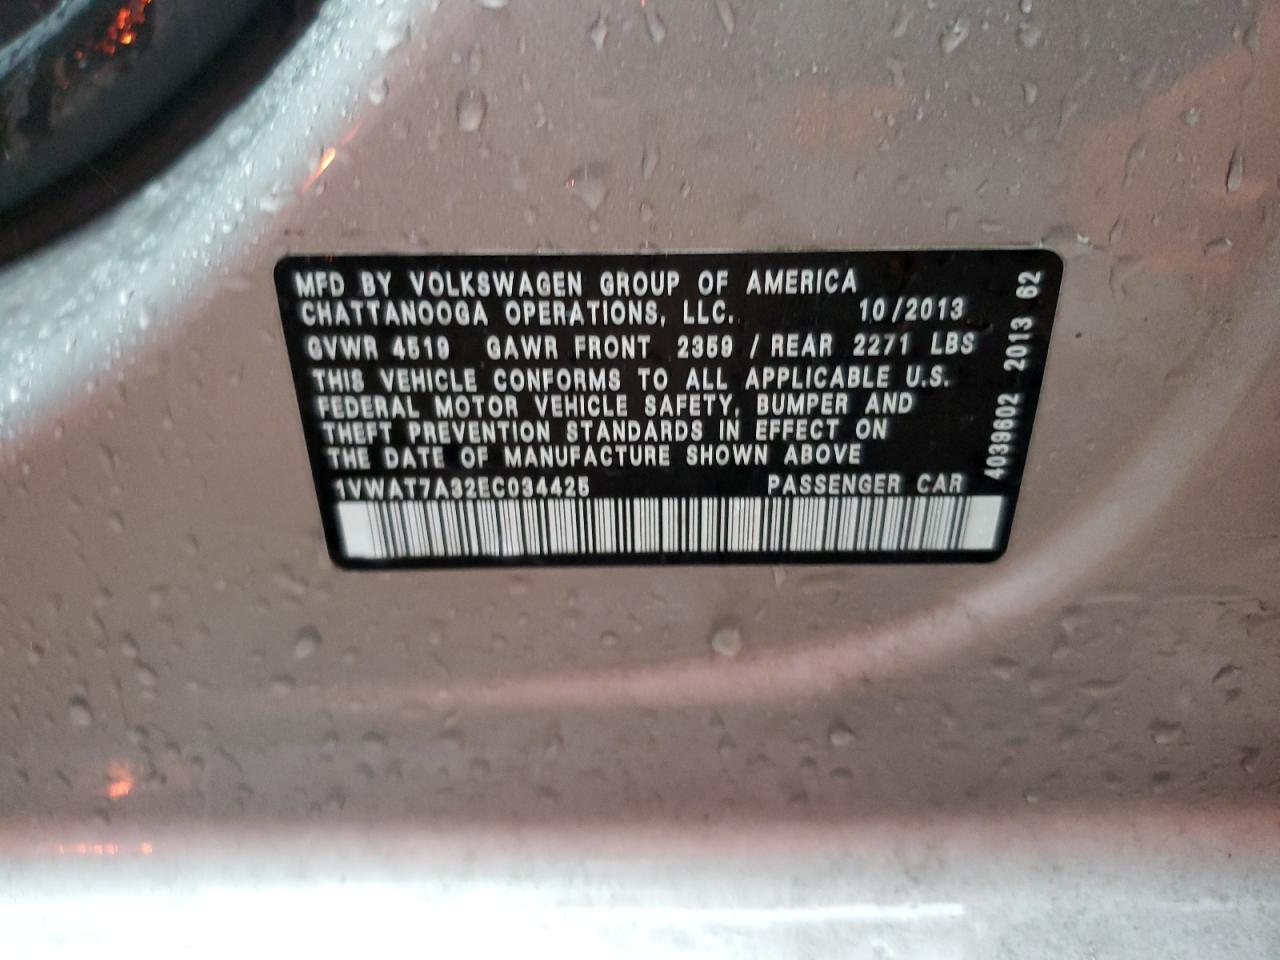 MFD BY VOLKSWAGEN GROUP OF AMERICA
CHATTANOOGA OPERATIONS, LLC. 10/2013
GVWR 4519 GAWR FRONT 2359 / REAR 2271 LBS
THIS VEHICLE CONFORMS TO ALL APPLICABLE U.S.
FEDERAL MOTOR VEHICLE SAFETY, BUMPER AND
THEFT PREVENTION STANDARDS IN EFFECT ON
THE DATE OF MANUFACTURE SHOWN ABOVE
1VWAT7A32EC034425 PASSENGER CAR
4039602 2013 62